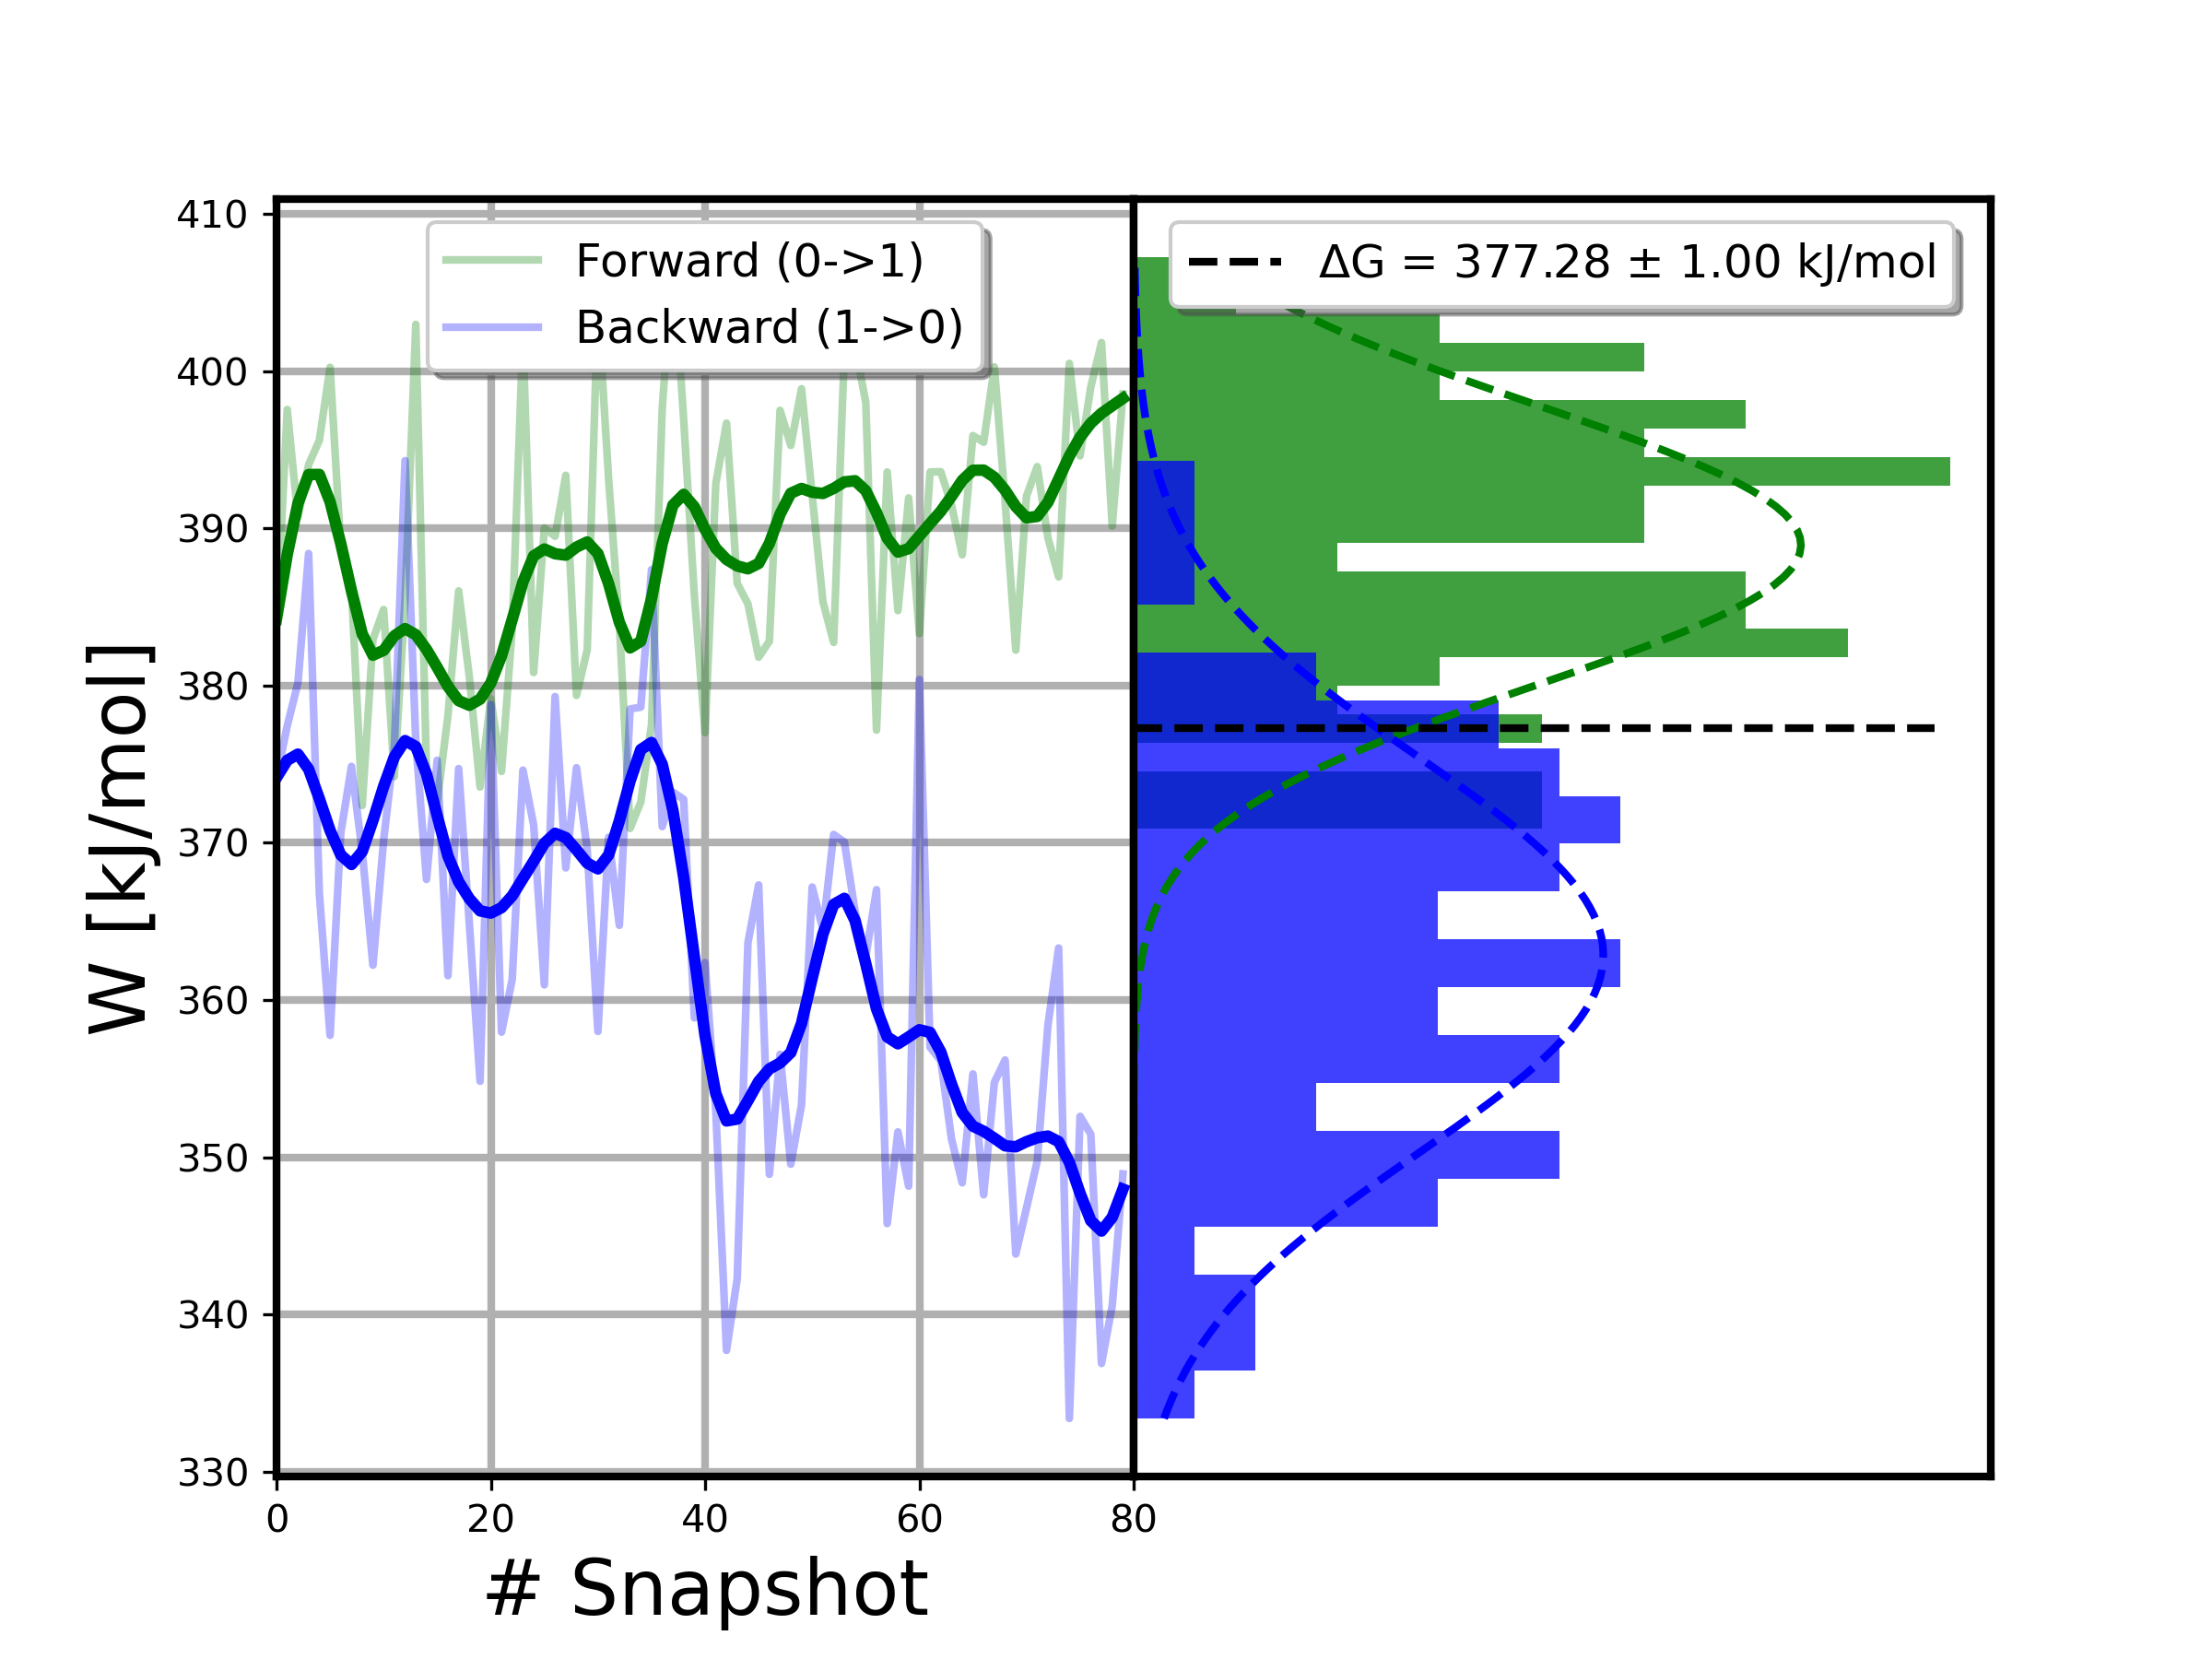 Forward (0->1)
Backward (1->0)
ΔG = 377.28 ± 1.00 kJ/mol
W [kJ/mol]
410
400
390
380
370
360
350
340
330
0 20 40 60 80
# Snapshot